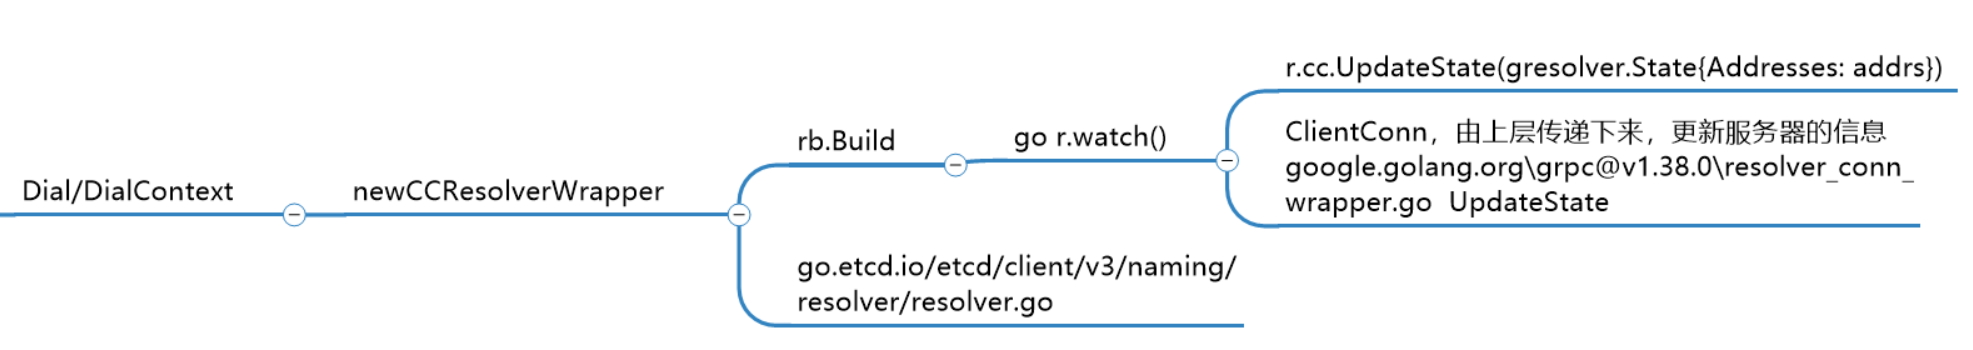 Dial/DialContext
newCCResolverWrapper
rb.Build
go r.watch()
r.cc.UpdateState(gresolver.State{Addresses: addrs})
ClientConn，由上层传递下来，更新服务器的信息
google.golang.org\grpc@v1.38.0\resolver_conn_
wrapper.go  UpdateState
go.etcd.io/etcd/client/v3/naming/
resolver/resolver.go